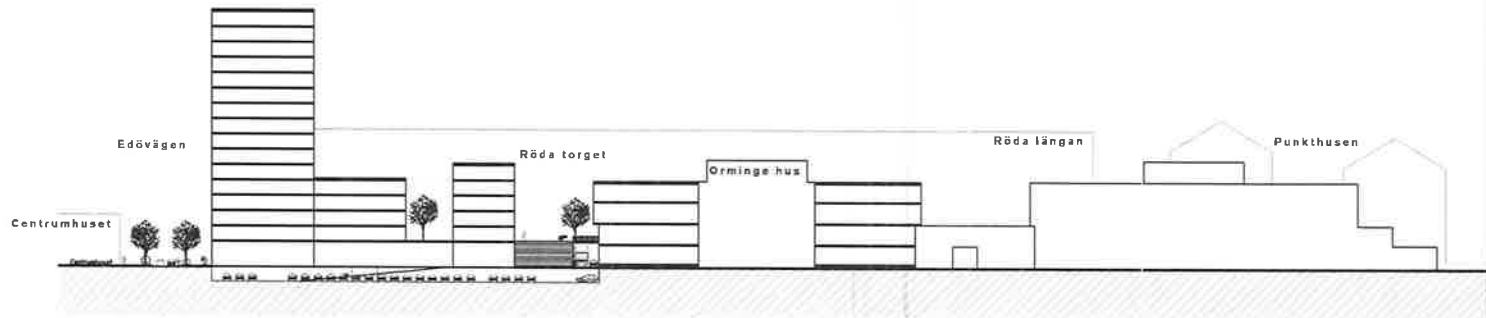 Edövägen
Röda torget
Orminge hus
Röda längan
Punkthusen
Centrumhuset